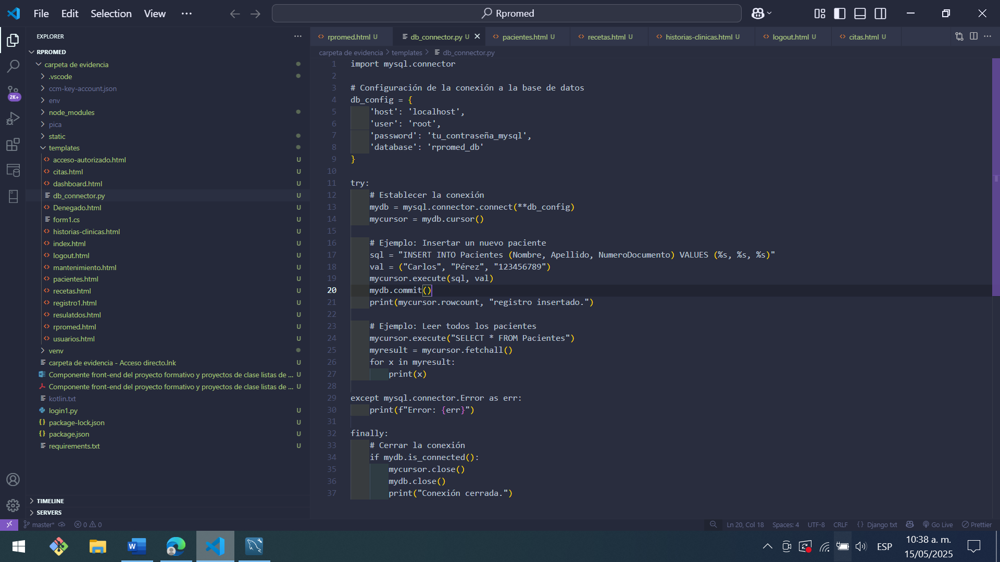 File Edit Selection View ··· Rpromed
EXPLORER ···
RPROMED
carpeta de evidencia
.vscode
ccm-key-account.json
env
node_modules
pica
static
templates
acceso-autorizado.html U
citas.html U
dashboard.html U
db_connector.py U
Denegado.html U
form1.cs U
historias-clinicas.html U
index.html U
logout.html U
mantenimiento.html U
pacientes.html U
recetas.html U
registro1.html U
resulatdos.html U
rpromed.html U
usuarios.html U
venv
carpeta de evidencia - Acceso directo.lnk U
Componente front-end del proyecto formativo y proyectos de clase listas de ... U
Componente front-end del proyecto formativo y proyectos de clase listas de ... U
kotlin.txt
login1.py U
package-lock.json U
package.json U
requirements.txt U
TIMELINE
SERVERS
2K+
rpromed.html U db_connector.py U pacientes.html U recetas.html U historias-clinicas.html U logout.html U citas.html U ···
carpeta de evidencia > templates > db_connector.py
1 import mysql.connector
2
3 # Configuración de la conexión a la base de datos
4 db_config = {
5 'host': 'localhost',
6 'user': 'root',
7 'password': 'tu_contraseña_mysql',
8 'database': 'rpromed_db'
9 }
10
11 try:
12 # Establecer la conexión
13 mydb = mysql.connector.connect(**db_config)
14 mycursor = mydb.cursor()
15
16 # Ejemplo: Insertar un nuevo paciente
17 sql = "INSERT INTO Pacientes (Nombre, Apellido, NumeroDocumento) VALUES (%s, %s, %s)"
18 val = ("Carlos", "Pérez", "123456789")
19 mycursor.execute(sql, val)
20 mydb.commit()
21 print(mycursor.rowcount, "registro insertado.")
22
23 # Ejemplo: Leer todos los pacientes
24 mycursor.execute("SELECT * FROM Pacientes")
25 myresult = mycursor.fetchall()
26 for x in myresult:
27 print(x)
28
29 except mysql.connector.Error as err:
30 print(f"Error: {err}")
31
32 finally:
33 # Cerrar la conexión
34 if mydb.is_connected():
35 mycursor.close()
36 mydb.close()
37 print("Conexión cerrada.")
master* 0 0 Ln 20, Col 18 Spaces: 4 UTF-8 CRLF {} Django txt Go Live Prettier
ESP
10:38 a. m.
15/05/2025